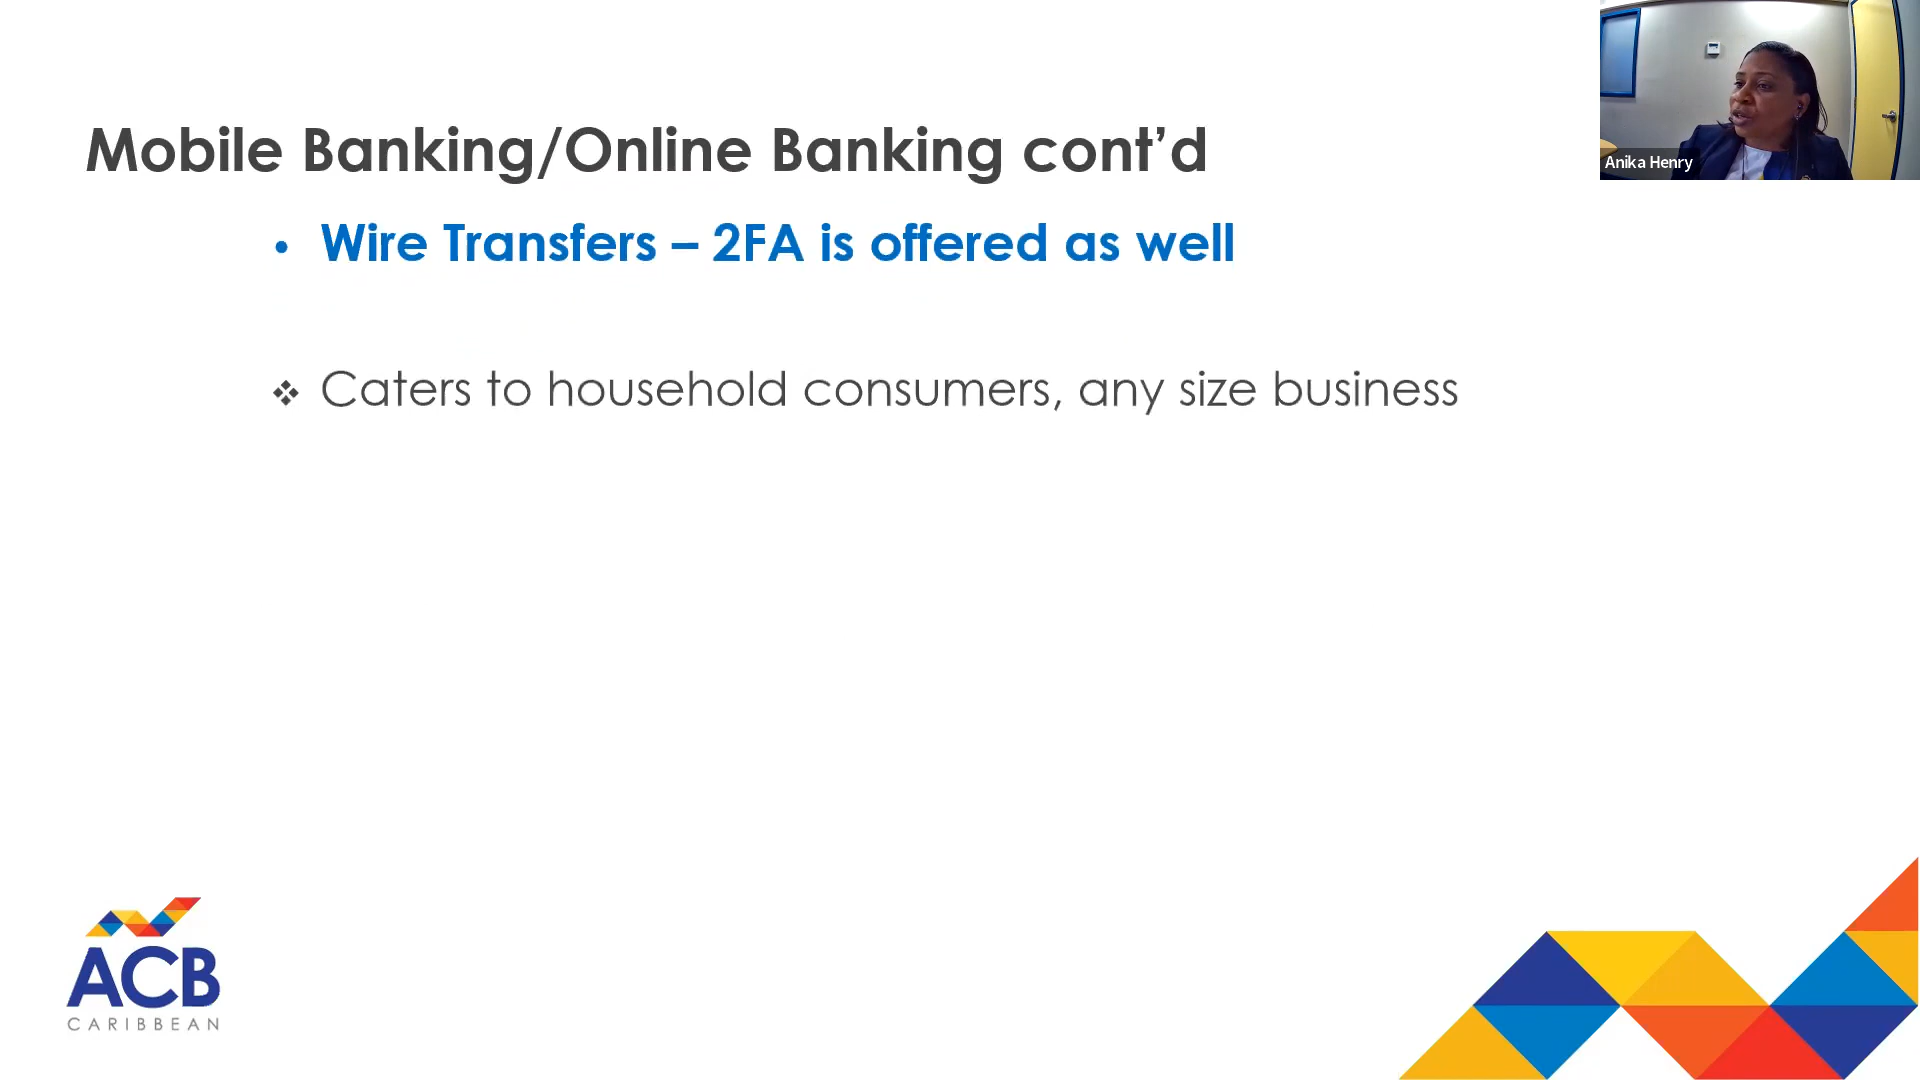 Mobile Banking/Online Banking cont’d
• Wire Transfers – 2FA is offered as well
❖ Caters to household consumers, any size business
Anika Henry
ACB
CARIBBEAN